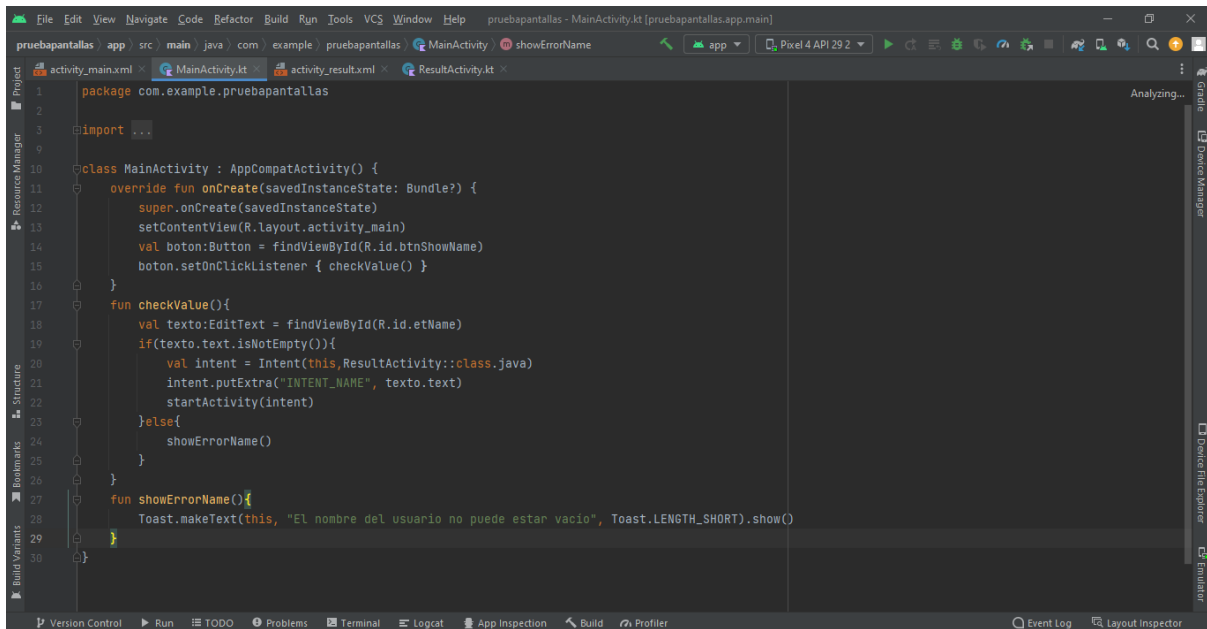 File Edit View Navigate Code Refactor Build Run Tools VCS Window Help pruebapantallas - MainActivity.kt [pruebapantallas.app.main]
pruebapantallas app src main java com example pruebapantallas MainActivity showErrorName app Pixel 4 API 29 2
activity_main.xml MainActivity.kt activity_result.xml ResultActivity.kt
Analyzing...
1 package com.example.pruebapantallas
2
3 import ...
9
10 class MainActivity : AppCompatActivity() {
11 override fun onCreate(savedInstanceState: Bundle?) {
12 super.onCreate(savedInstanceState)
13 setContentView(R.layout.activity_main)
14 val boton:Button = findViewById(R.id.btnShowName)
15 boton.setOnClickListener { checkValue() }
16 }
17 fun checkValue(){
18 val texto:EditText = findViewById(R.id.etName)
19 if(texto.text.isNotEmpty()){
20 val intent = Intent(this,ResultActivity::class.java)
21 intent.putExtra("INTENT_NAME", texto.text)
22 startActivity(intent)
23 }else{
24 showErrorName()
25 }
26 }
27 fun showErrorName(){
28 Toast.makeText(this, "El nombre del usuario no puede estar vacio", Toast.LENGTH_SHORT).show()
29 }
30 }
Project
Resource Manager
Structure
Bookmarks
Build Variants
Gradle
Device Manager
Device File Explorer
Emulator
Version Control Run TODO Problems Terminal Logcat App Inspection Build Profiler Event Log Layout Inspector